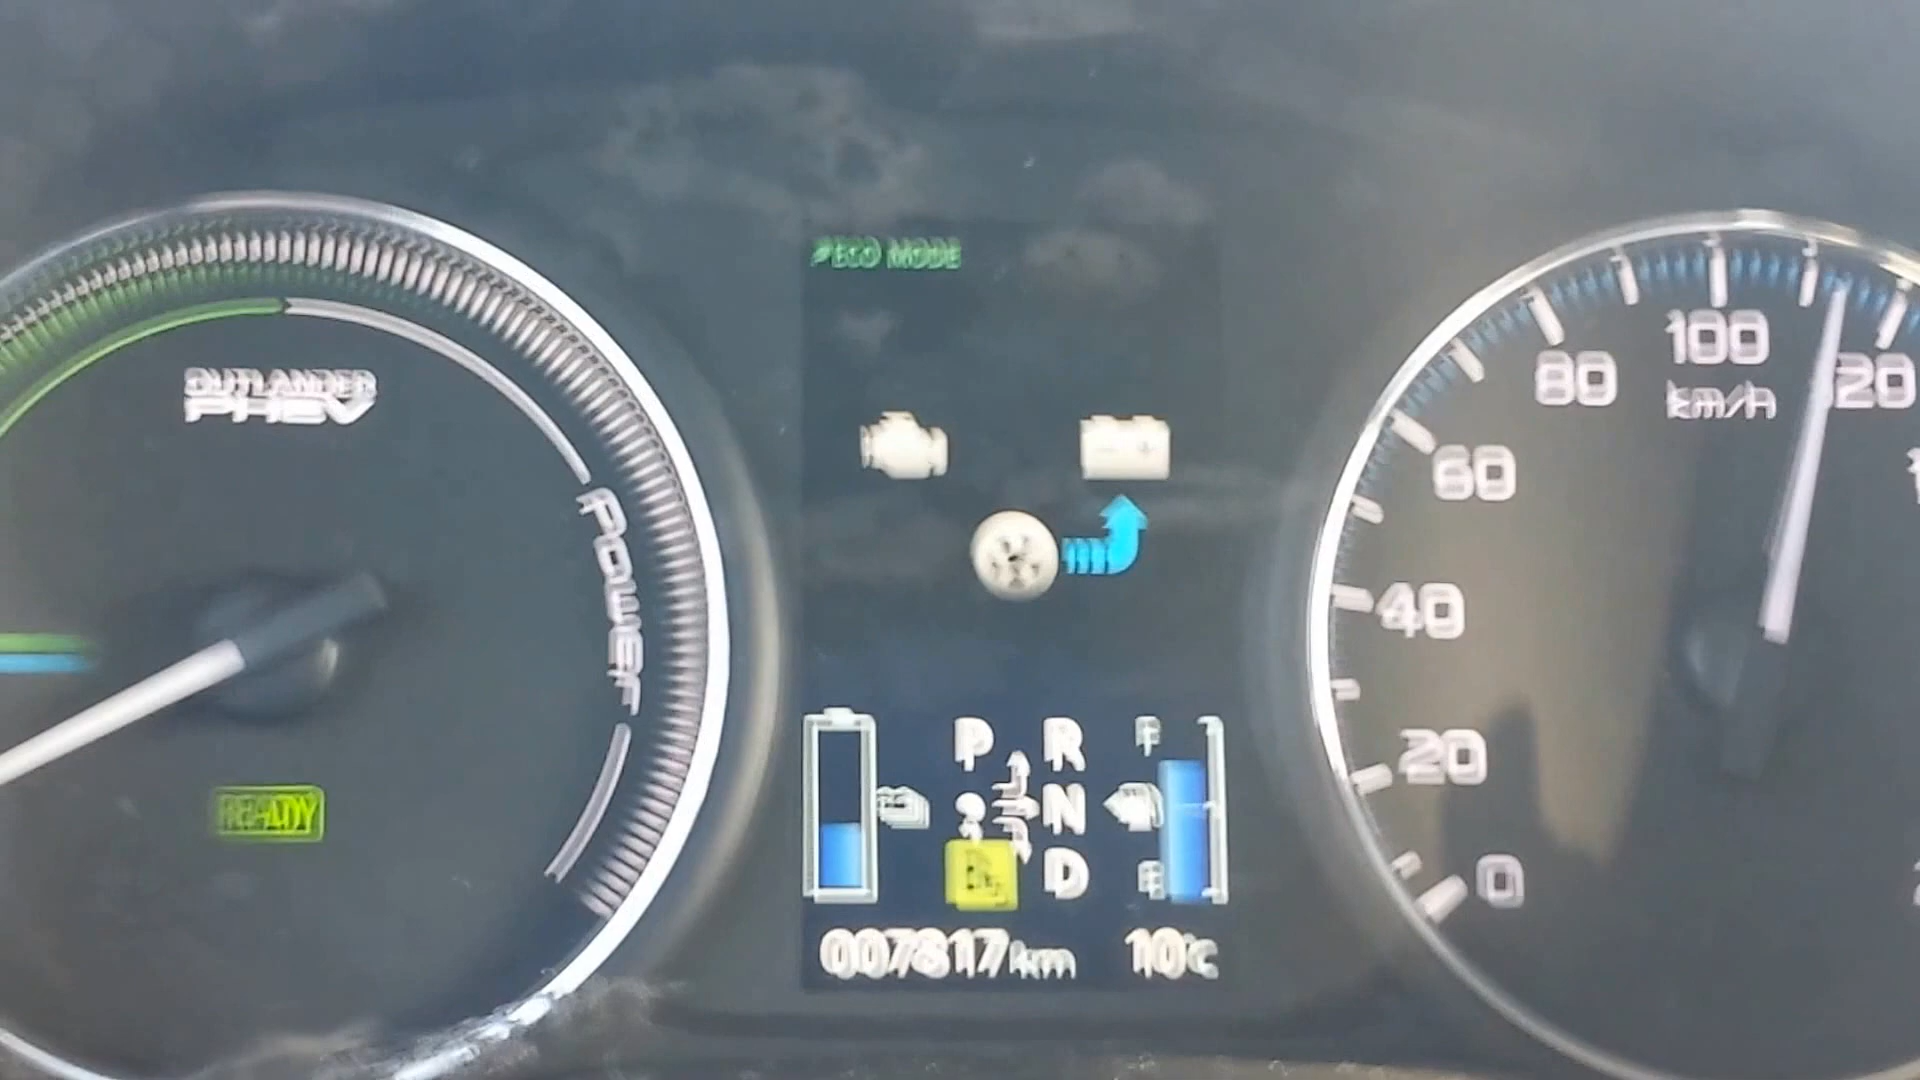 ECO MODE
OUTLANDER
PHEV
Power
READY
P R
N
D
F
E
007817km 10°C
100
km/h
80
60
40
20
0